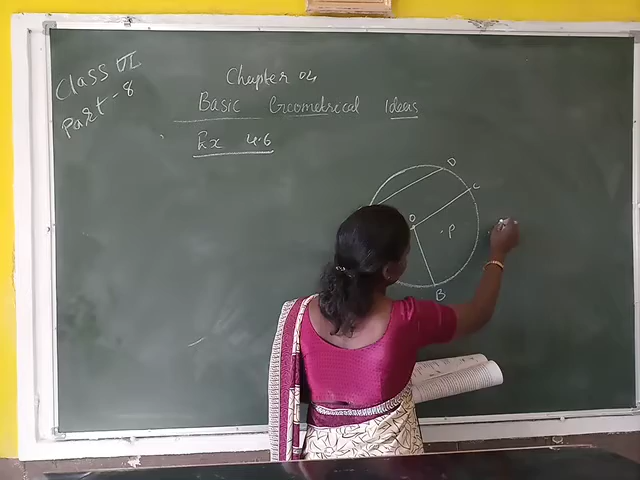 Class VI
Part - 8
Chapter 04
Basic Geometrical Ideas
Ex 4.6
D
C
O
.P
B